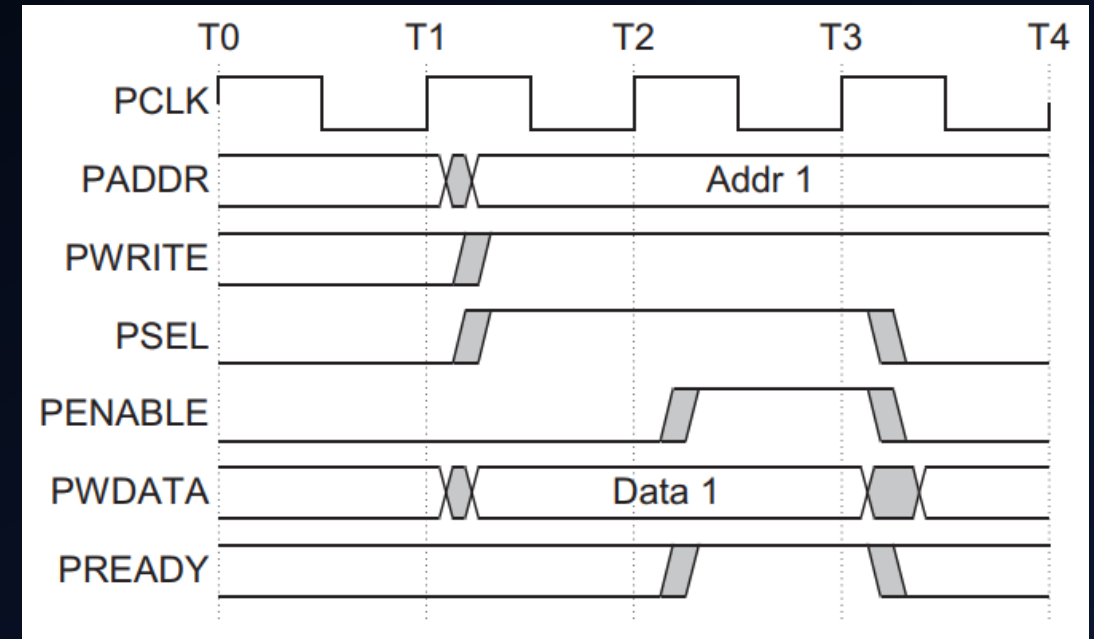 T0 T1 T2 T3 T4
PCLK
PADDR Addr 1
PWRITE
PSEL
PENABLE
PWDATA Data 1
PREADY